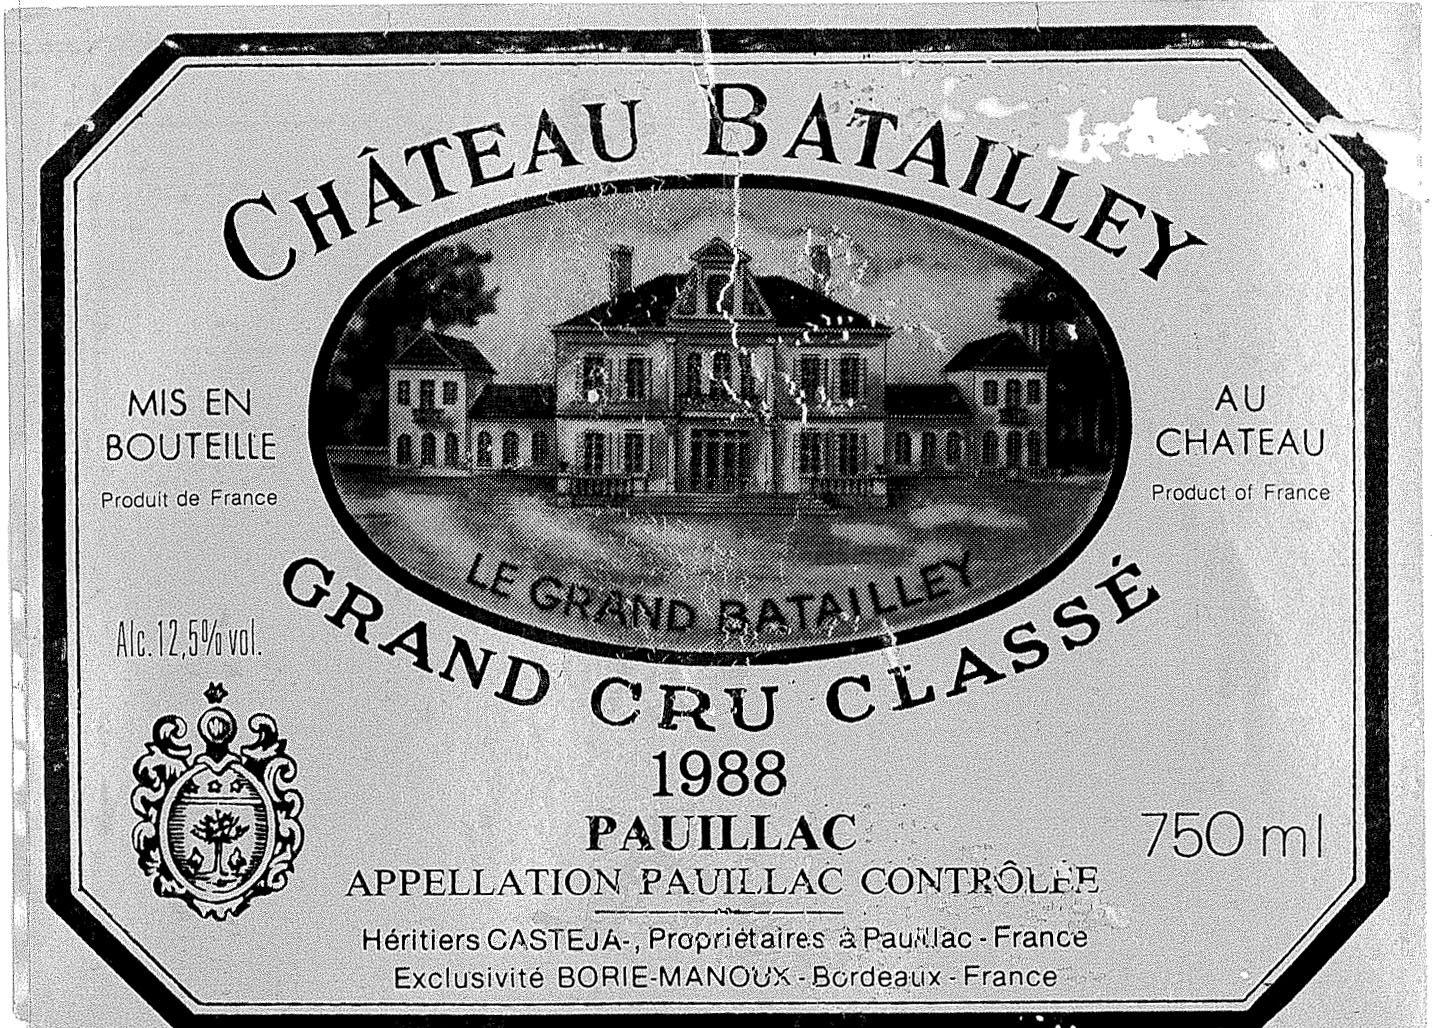 CHÂTEAU BATAILLEY
MIS EN
BOUTEILLE
Produit de France
AU
CHATEAU
Product of France
LE GRAND BATAILLEY
GRAND CRU CLASSÉ
Alc.12,5% vol.
1988
PAUILLAC
750 ml
APPELLATION PAUILLAC CONTRÔLÉE
Héritiers CASTEJA-, Propriétaires à Pauillac - France
Exclusivité BORIE-MANOUX - Bordeaux - France